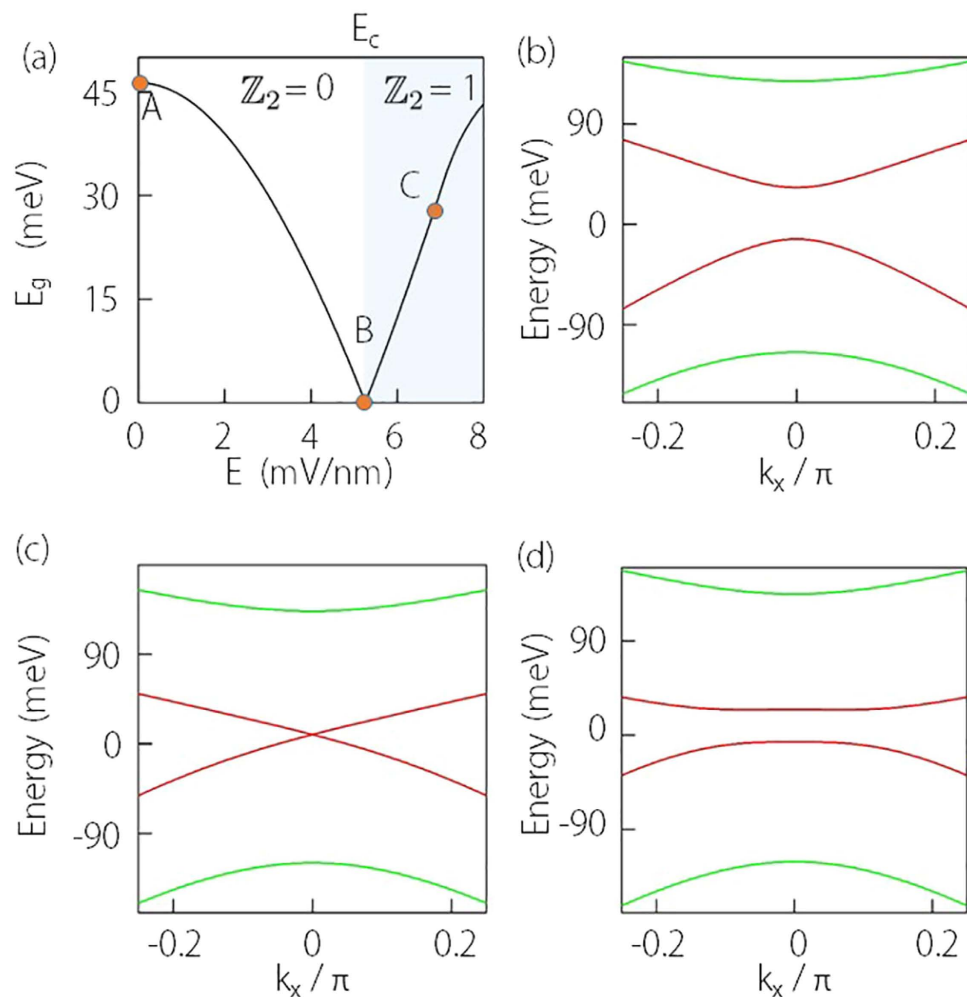 (a)
E_c
ℤ₂ = 0
ℤ₂ = 1
A
B
C
45
30
15
0
0
2
4
6
8
E_g (meV)
E (mV/nm)
(b)
90
0
-90
Energy (meV)
-0.2
0
0.2
k_x / π
(c)
90
0
-90
Energy (meV)
-0.2
0
0.2
k_x / π
(d)
90
0
-90
Energy (meV)
-0.2
0
0.2
k_x / π